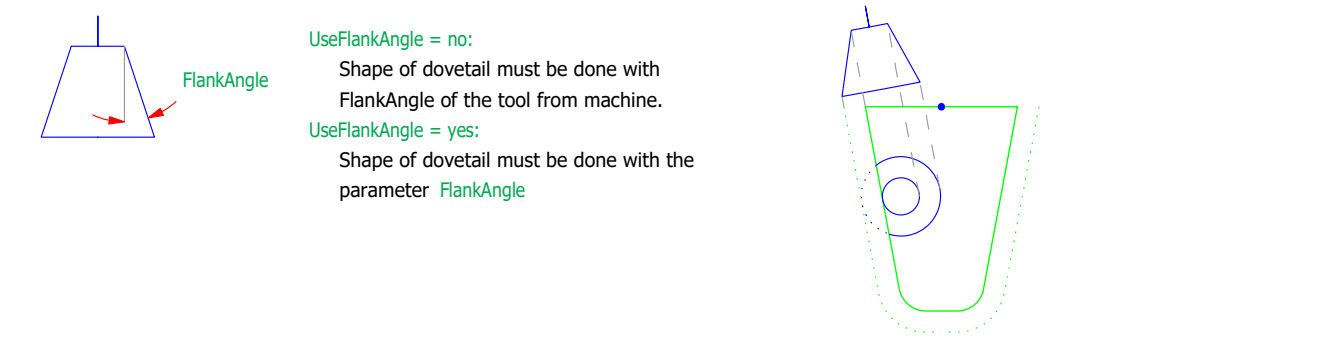 FlankAngle
UseFlankAngle = no:
Shape of dovetail must be done with
FlankAngle of the tool from machine.
UseFlankAngle = yes:
Shape of dovetail must be done with the
parameter FlankAngle